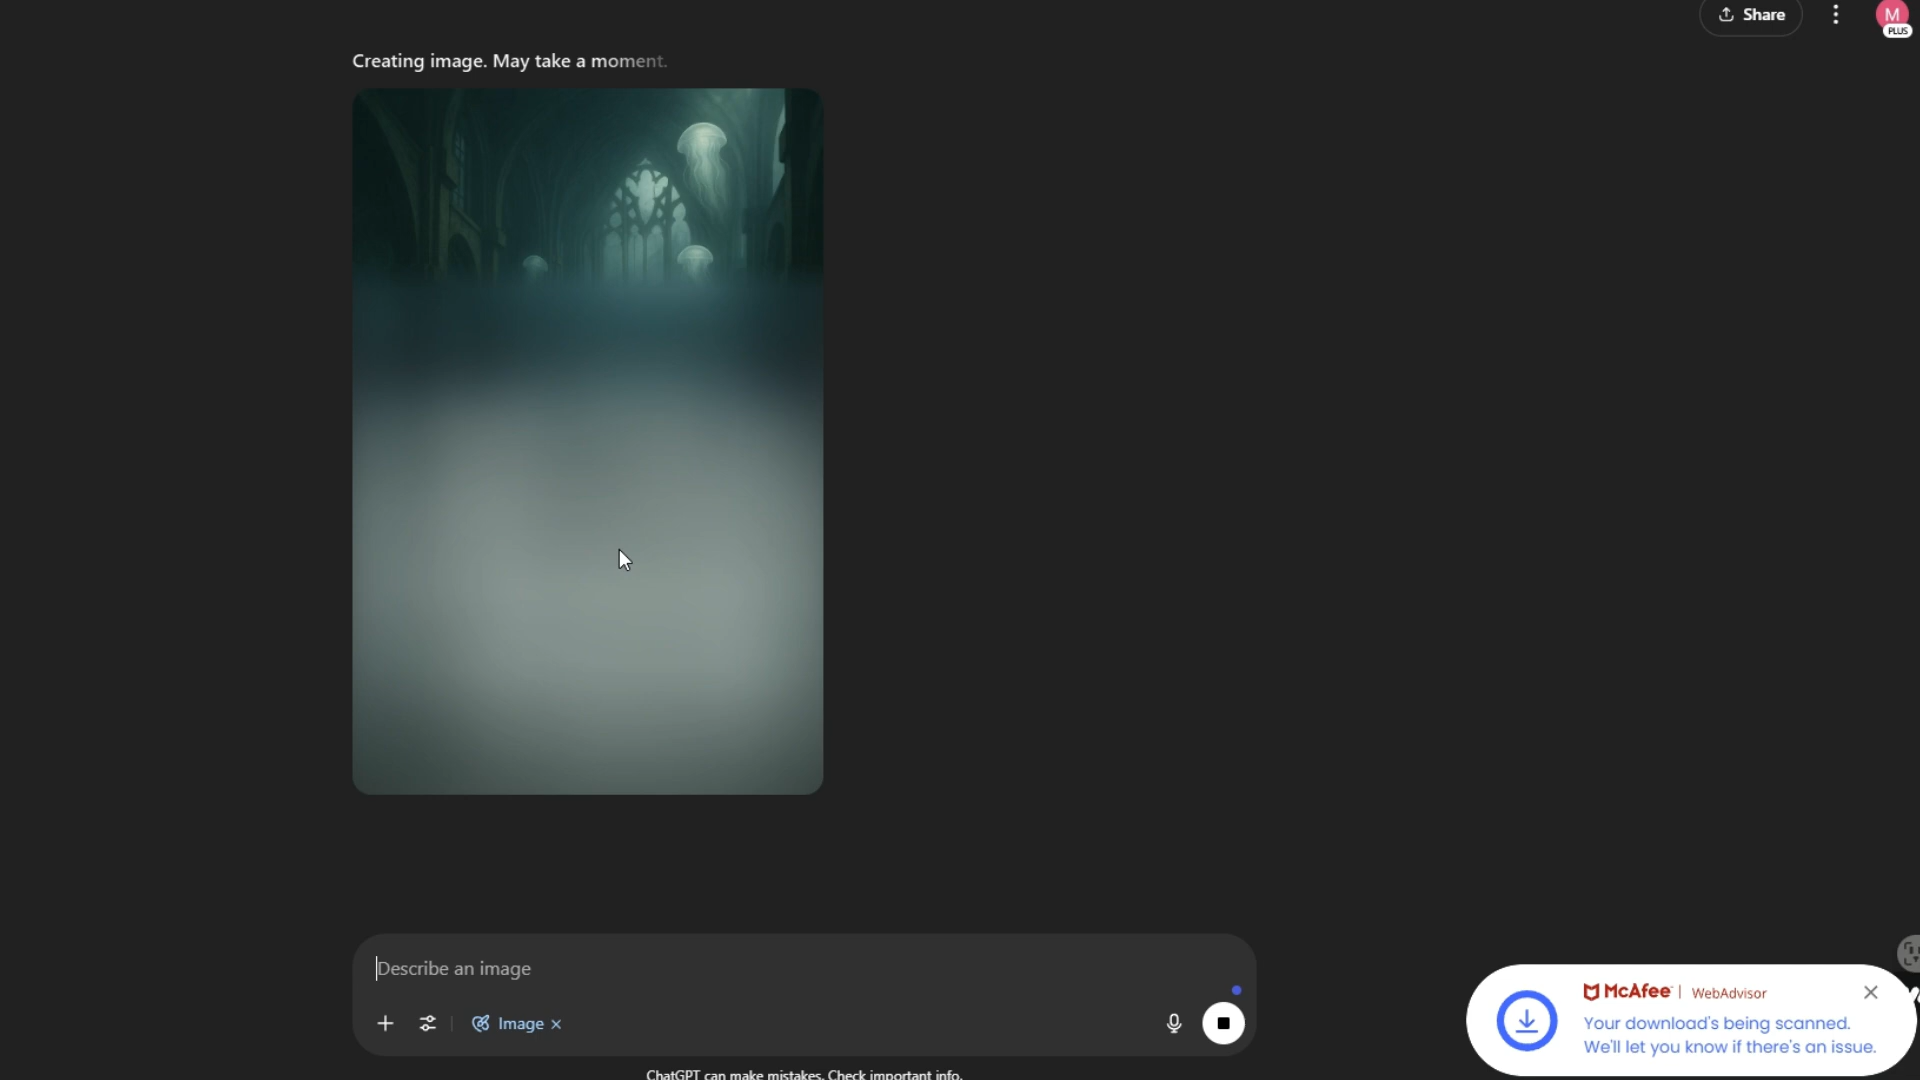 Share
M
PLUS
Creating image. May take a moment.
Describe an image
Image
McAfee | WebAdvisor
Your download's being scanned.
We'll let you know if there's an issue.
ChatGPT can make mistakes. Check important info.